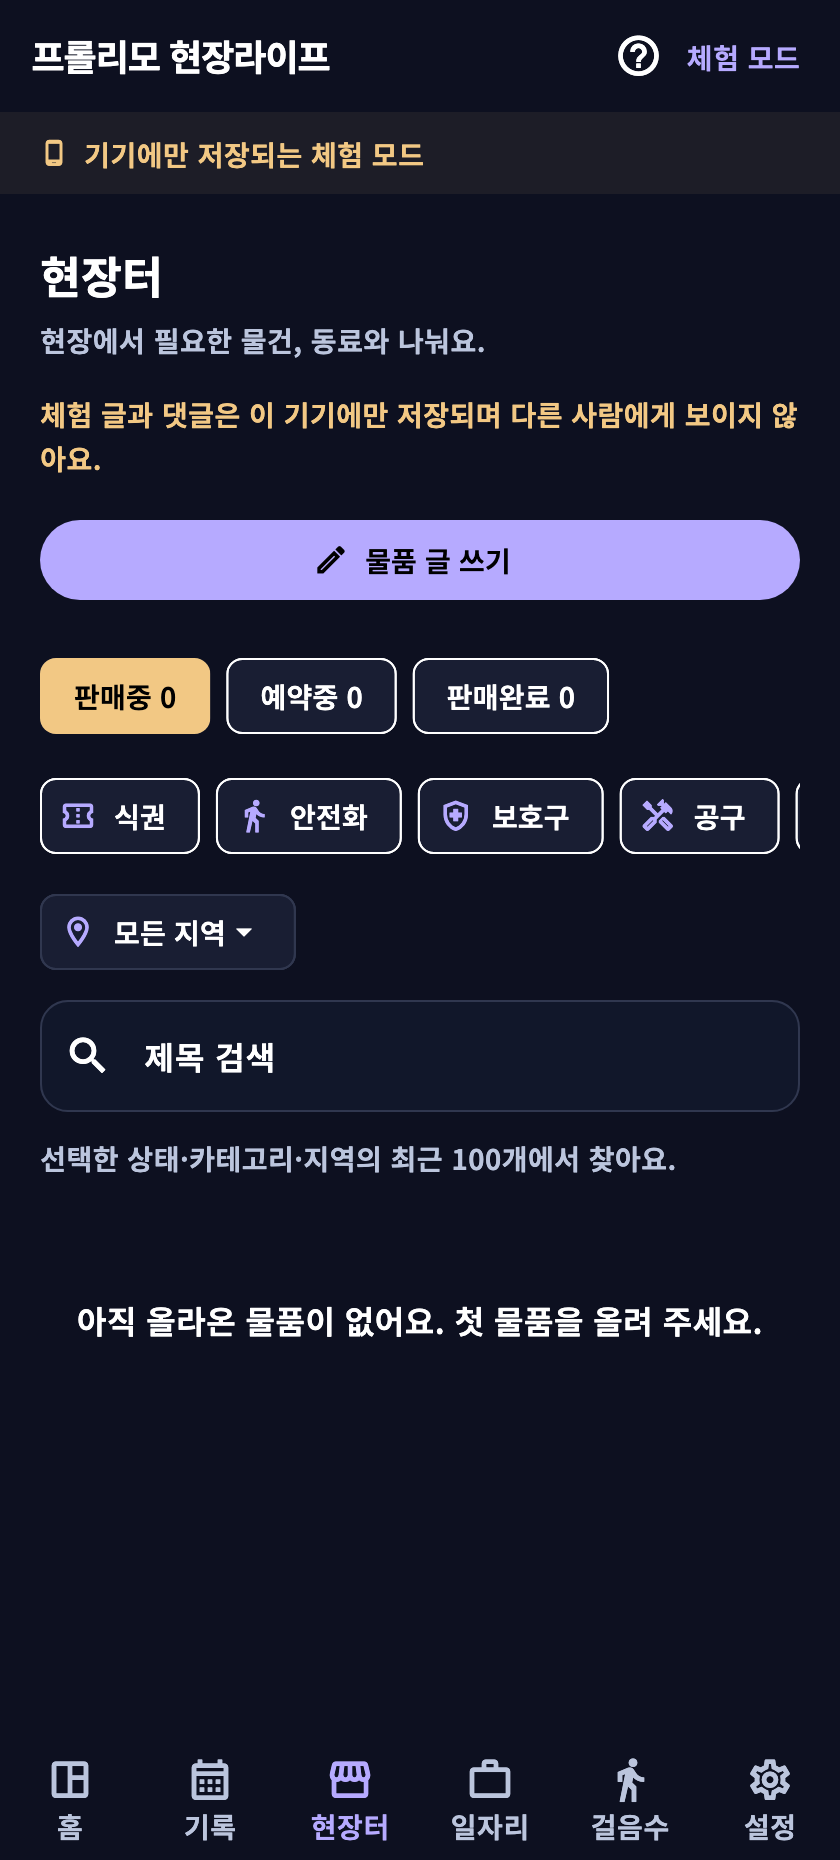 프롤리모 현장라이프
체험 모드
기기에만 저장되는 체험 모드
현장터
현장에서 필요한 물건, 동료와 나눠요.
체험 글과 댓글은 이 기기에만 저장되며 다른 사람에게 보이지 않
아요.
물품 글 쓰기
판매중 0
예약중 0
판매완료 0
식권
안전화
보호구
공구
모든 지역
제목 검색
선택한 상태·카테고리·지역의 최근 100개에서 찾아요.
아직 올라온 물품이 없어요. 첫 물품을 올려 주세요.
홈
기록
현장터
일자리
걸음수
설정